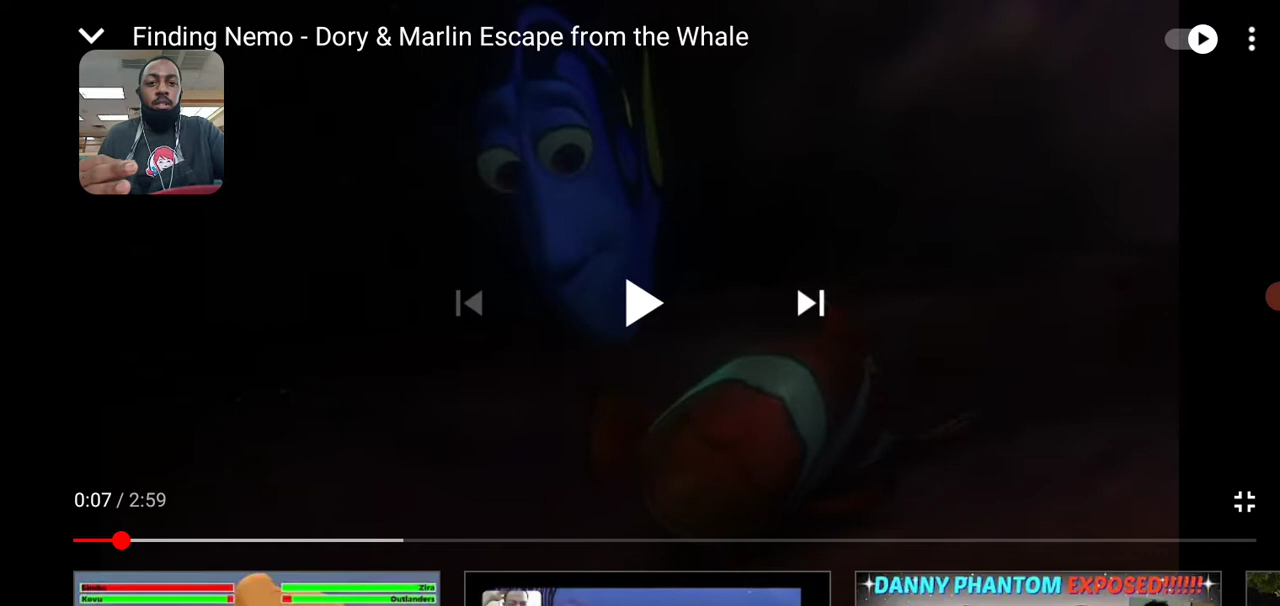 Finding Nemo - Dory & Marlin Escape from the Whale
0:07 / 2:59
Simba
Zira
Kovu
Outlanders
DANNY PHANTOM EXPOSED!!!!!!